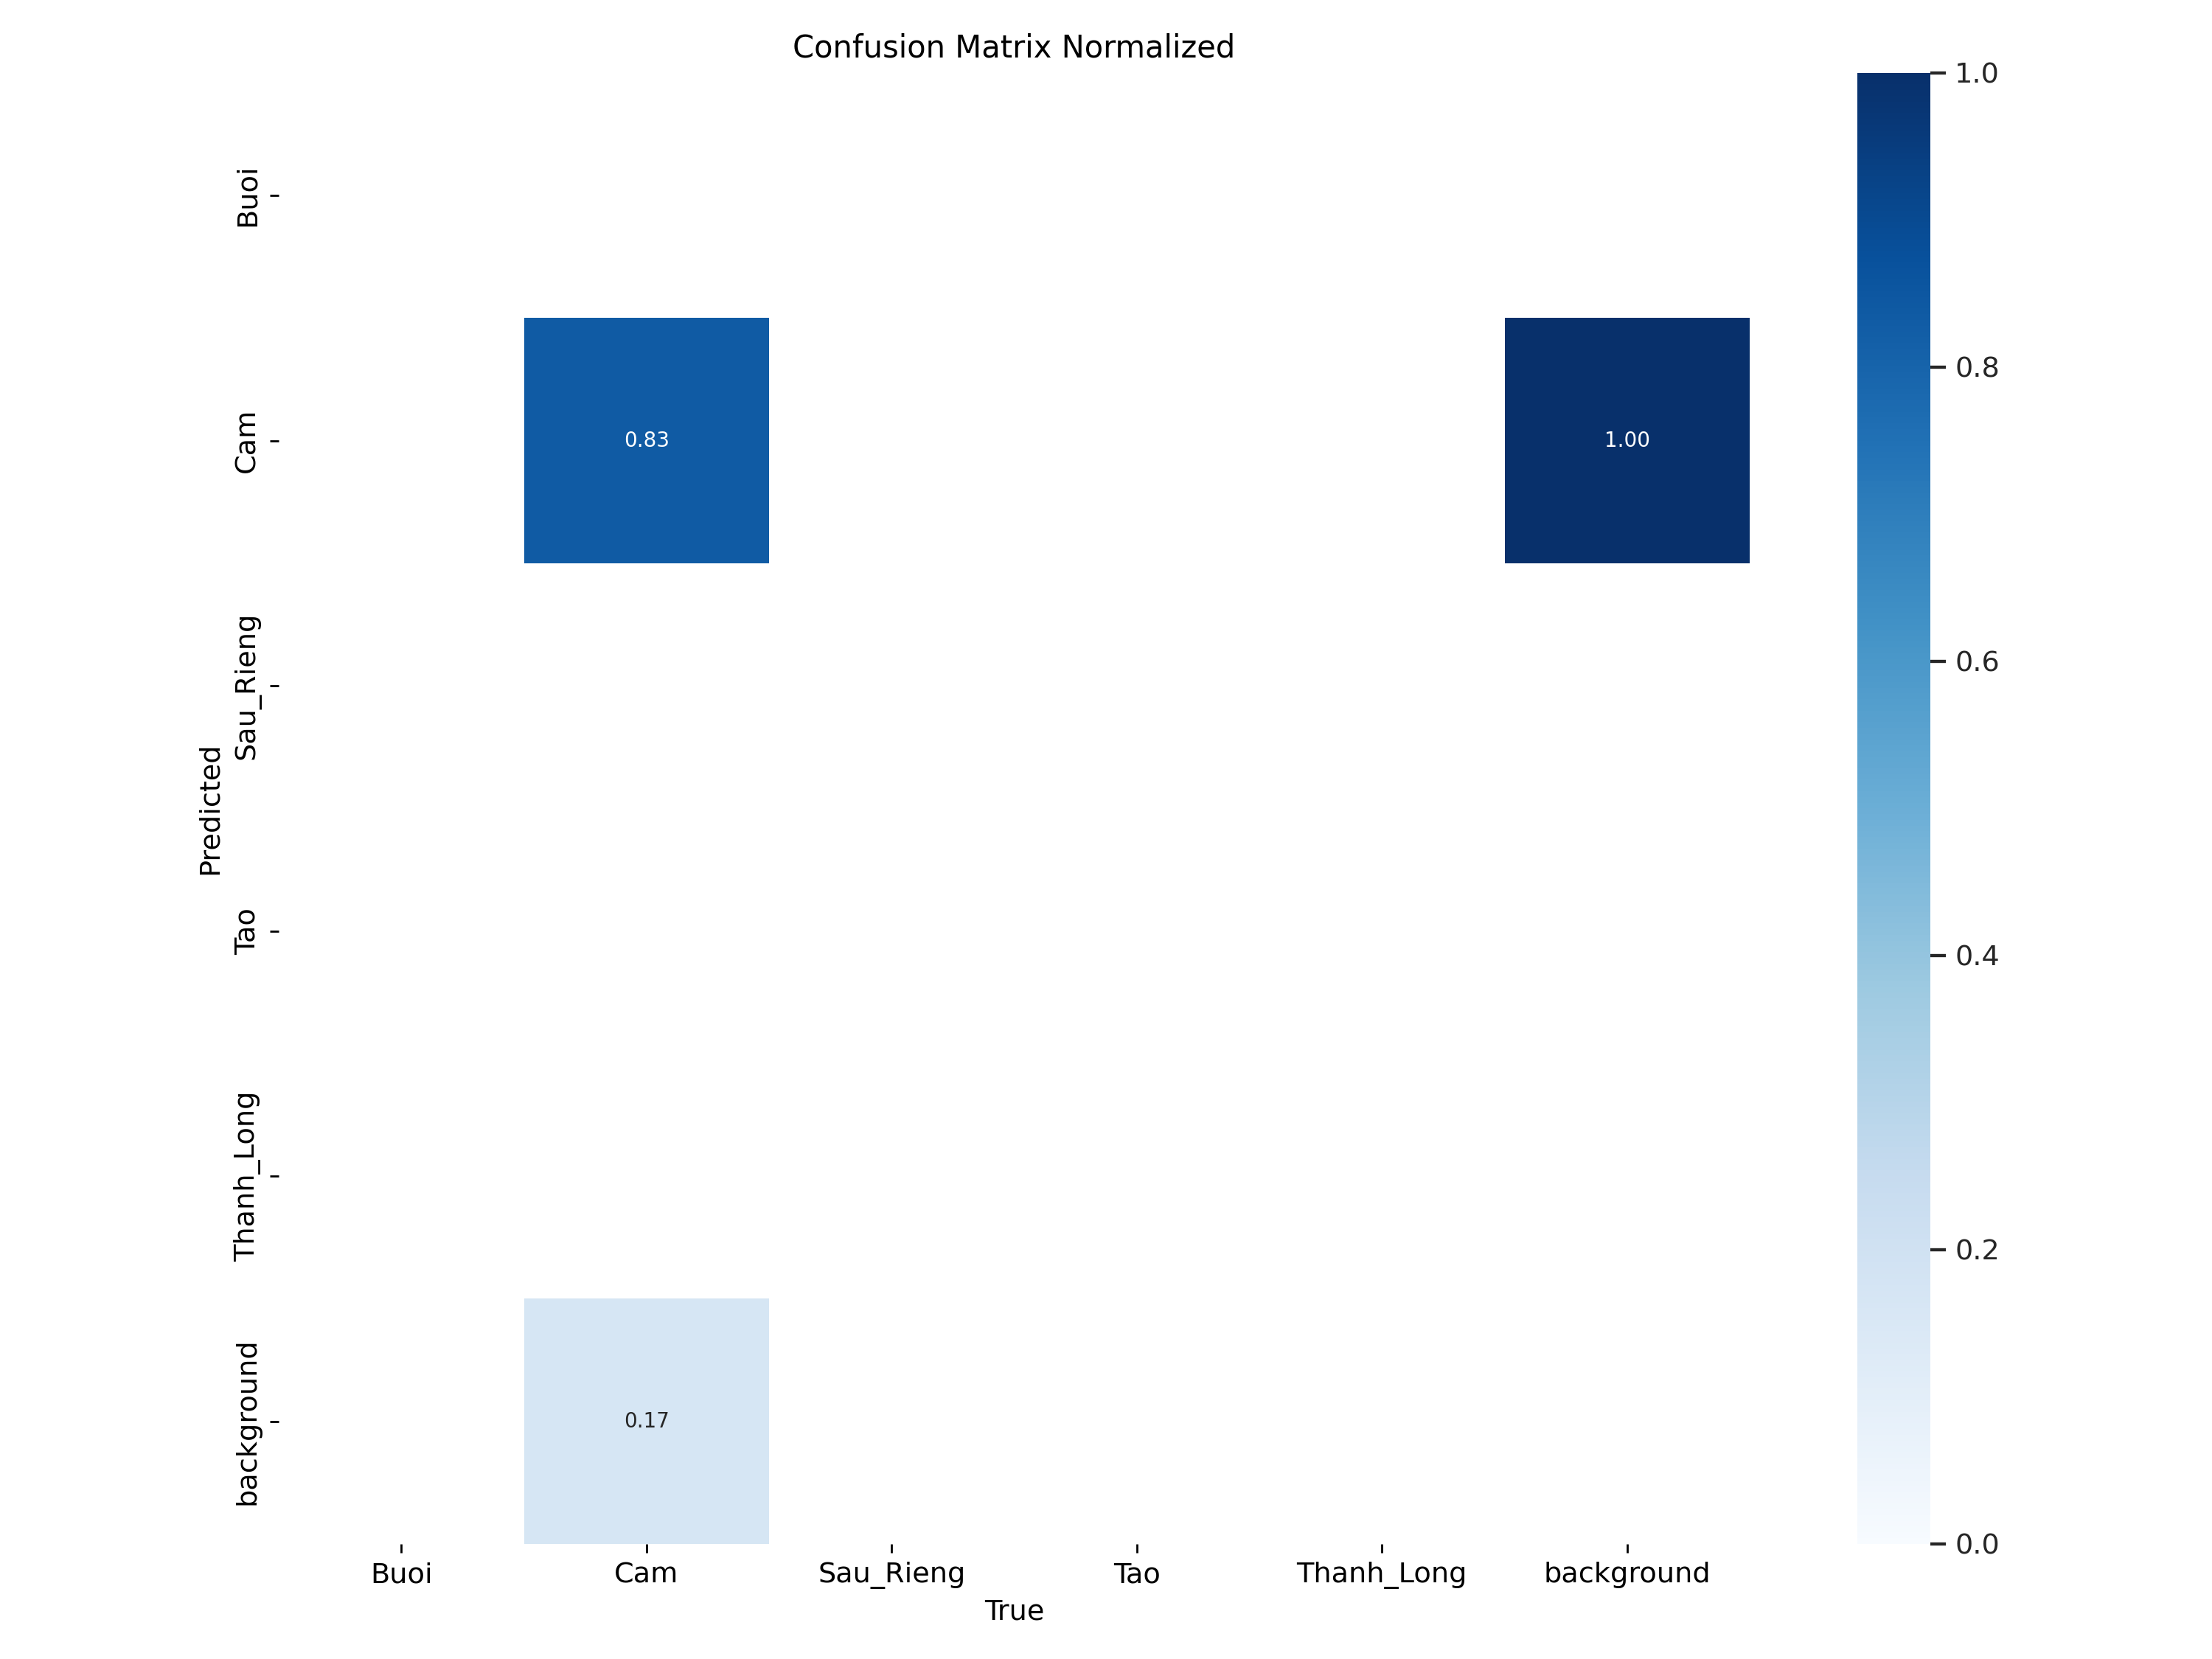 Confusion Matrix Normalized
Buoi
Cam
Sau_Rieng
Tao
Thanh_Long
background
Predicted
0.83
1.00
0.17
Buoi
Cam
Sau_Rieng
Tao
Thanh_Long
background
True
1.0
0.8
0.6
0.4
0.2
0.0